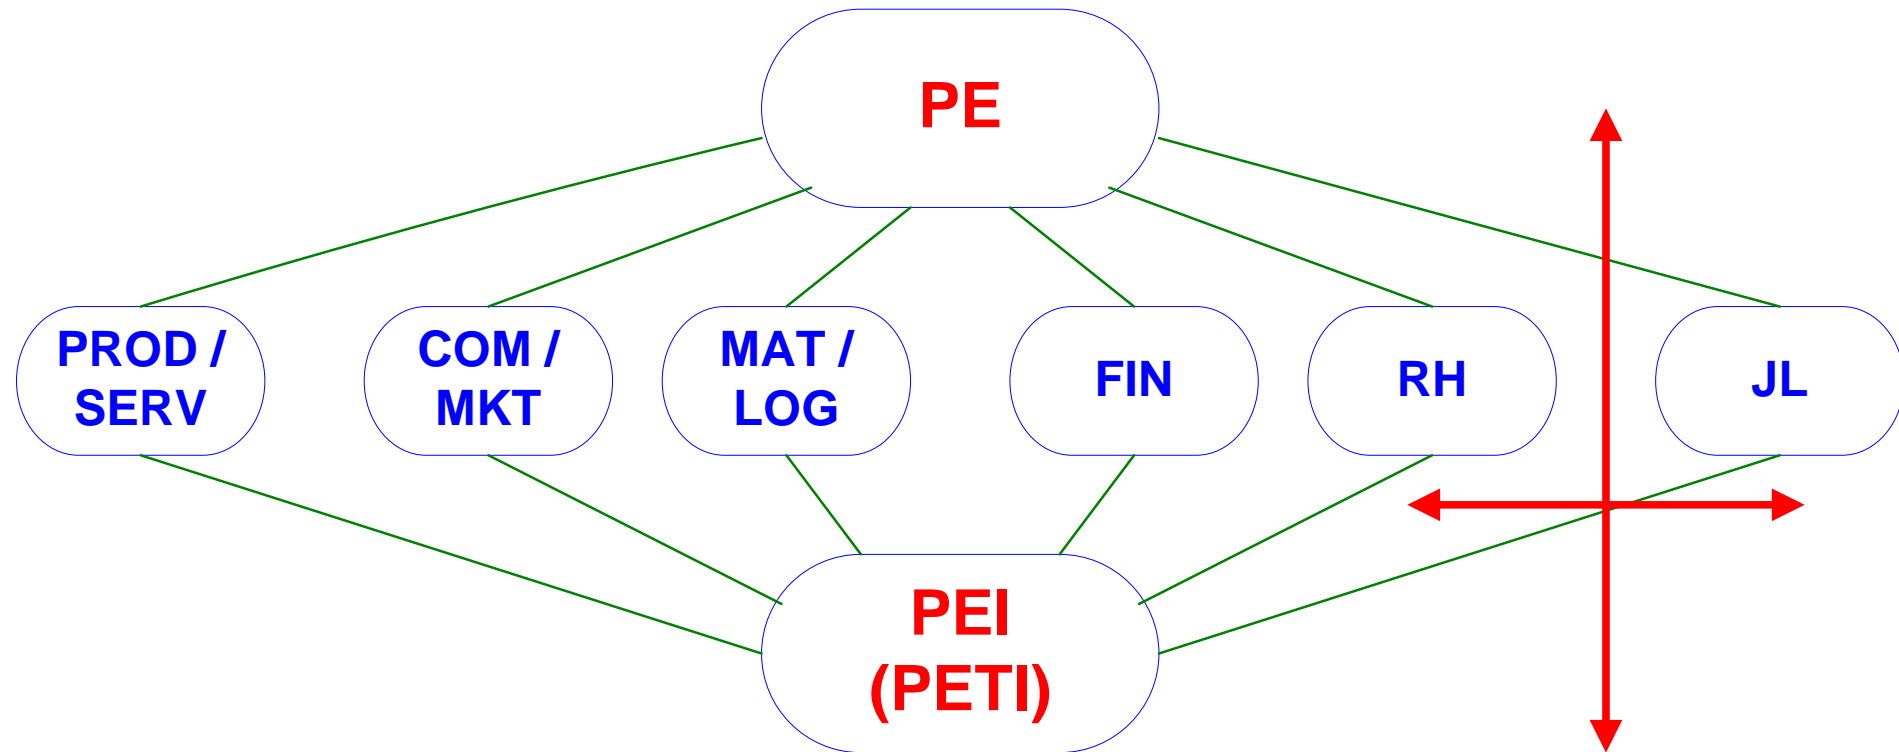 PE
PROD /
SERV
COM /
MKT
MAT /
LOG
FIN
RH
JL
PEI
(PETI)